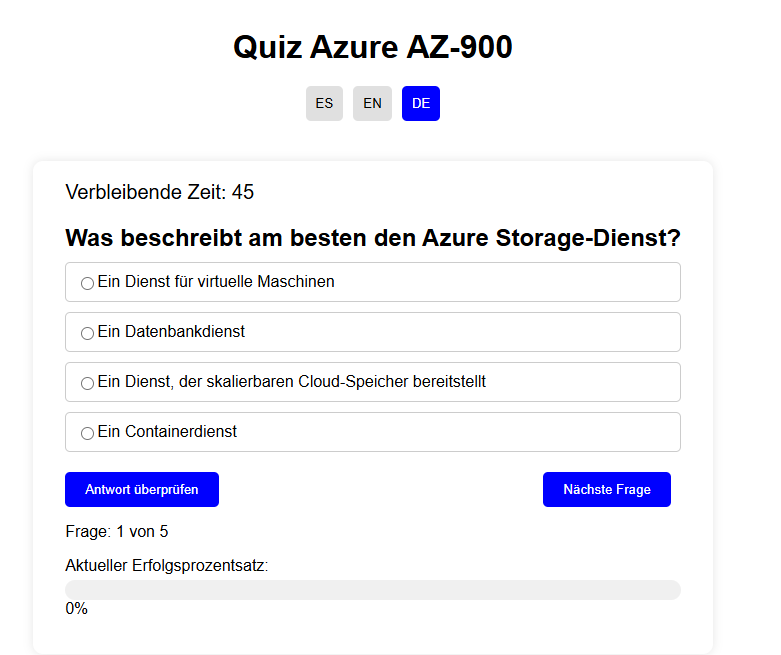 Quiz Azure AZ-900
ES EN DE
Verbleibende Zeit: 45
Was beschreibt am besten den Azure Storage-Dienst?
Ein Dienst für virtuelle Maschinen
Ein Datenbankdienst
Ein Dienst, der skalierbaren Cloud-Speicher bereitstellt
Ein Containerdienst
Antwort überprüfen Nächste Frage
Frage: 1 von 5
Aktueller Erfolgsprozentsatz:
0%